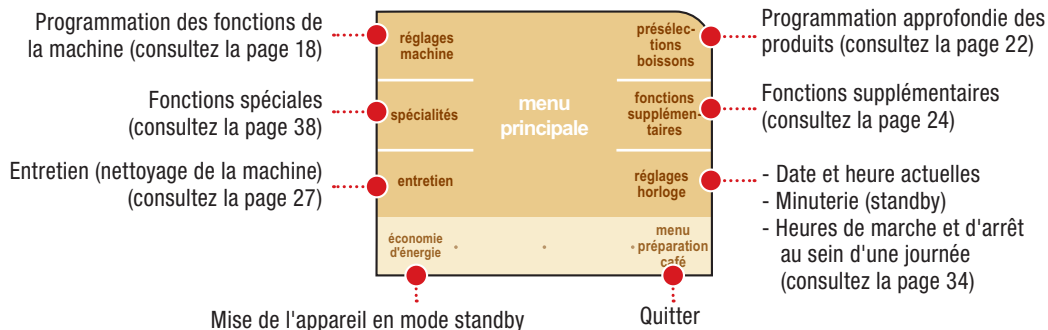 Programmation des fonctions de
la machine (consultez la page 18)
Fonctions spéciales
(consultez la page 38)
Entretien (nettoyage de la machine)
(consultez la page 27)
réglages
machine
spécialités
entretien
économie
d'énergie
menu
principale
présélec-
tions
boissons
fonctions
supplémen-
taires
réglages
horloge
menu
préparation
café
Programmation approfondie des
produits (consultez la page 22)
Fonctions supplémentaires
(consultez la page 24)
- Date et heure actuelles
- Minuterie (standby)
- Heures de marche et d'arrêt
au sein d'une journée
(consultez la page 34)
Mise de l'appareil en mode standby
Quitter